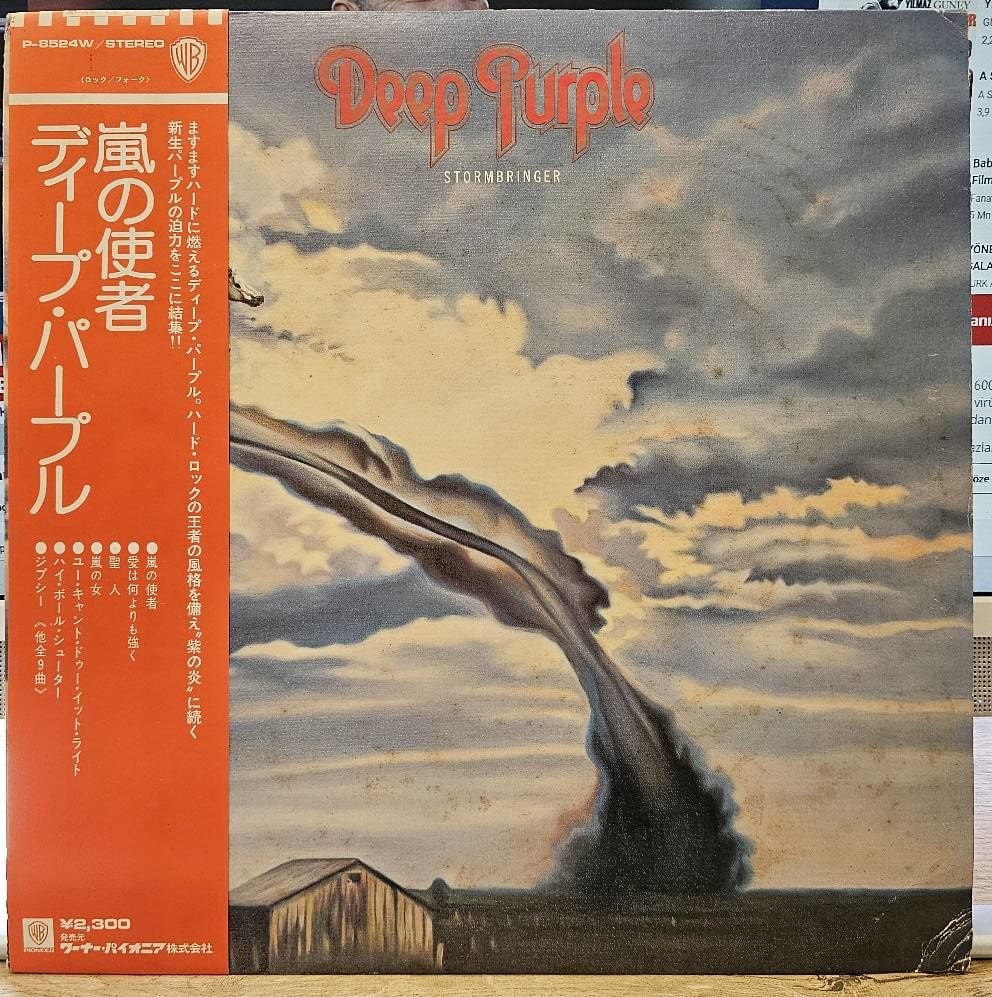 P-8524W/STEREO
WB
《ロック/フォーク》
ますますハードに燃えるディープ・パープル。ハード・ロックの王者の風格を備え〝紫の炎〟に続く
新生パープルの迫力をここに結集!!
嵐の使者
ディープ・パープル
●嵐の使者
●愛は何よりも強く
●聖人
●嵐の女
●ユー・キャント・ドゥー・イット・ライト
●ハイ・ボール・シューター
●ジプシー《他全9曲》
WB
PIONEER
¥2,300
発売元
ワーナー・パイオニア株式会社
Deep Purple
STORMBRINGER
YILMAZ GÜNEY